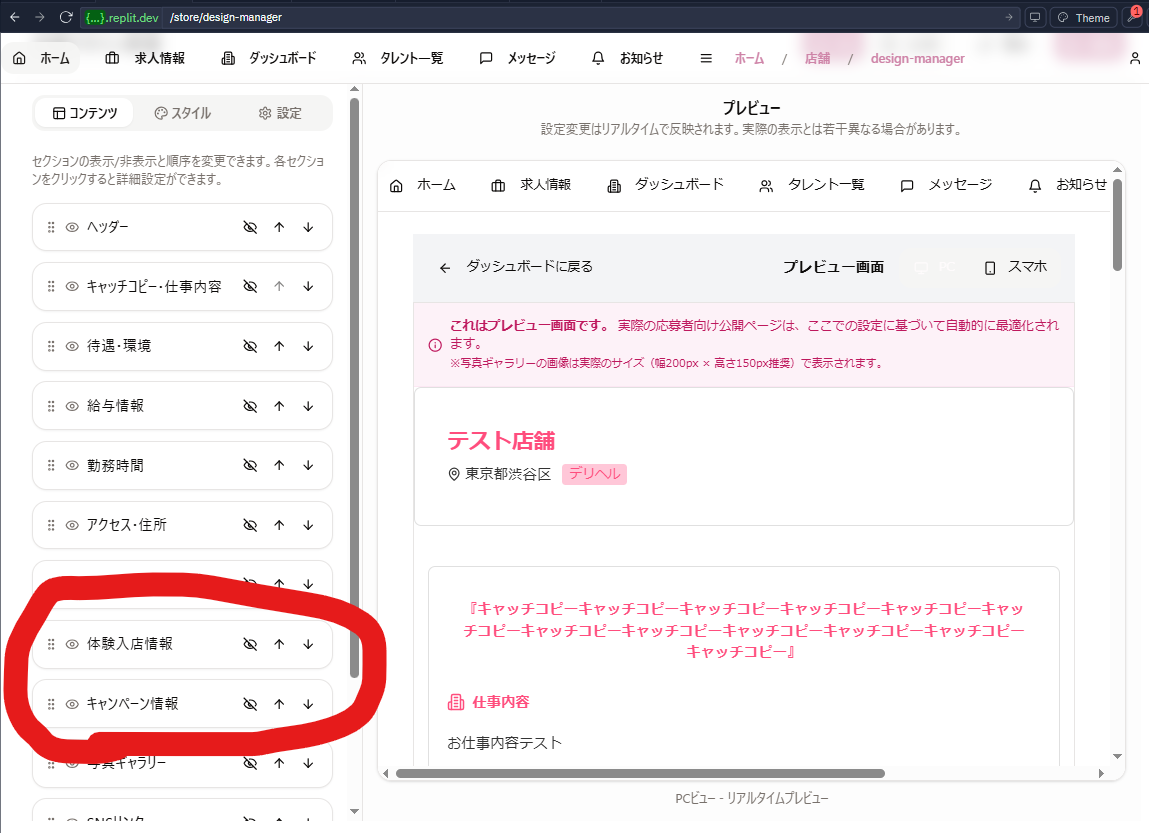 {...}.replit.dev /store/design-manager Theme 1
ホーム 求人情報 ダッシュボード タレント一覧 メッセージ お知らせ ホーム / 店舗 / design-manager
コンテンツ スタイル 設定
セクションの表示/非表示と順序を変更できます。各セクショ
ンをクリックすると詳細設定ができます。
ヘッダー
キャッチコピー・仕事内容
待遇・環境
給与情報
勤務時間
アクセス・住所
体験入店情報
キャンペーン情報
写真ギャラリー
SNSリンク
プレビュー
設定変更はリアルタイムで反映されます。実際の表示とは若干異なる場合があります。
ホーム 求人情報 ダッシュボード タレント一覧 メッセージ お知らせ
ダッシュボードに戻る プレビュー画面 PC スマホ
これはプレビュー画面です。 実際の応募者向け公開ページは、ここでの設定に基づいて自動的に最適化され
ます。
※写真ギャラリーの画像は実際のサイズ（幅200px × 高さ150px推奨）で表示されます。
テスト店舗
東京都渋谷区 デリヘル
『キャッチコピーキャッチコピーキャッチコピーキャッチコピーキャッチコピーキャッ
チコピーキャッチコピーキャッチコピーキャッチコピーキャッチコピーキャッチコピー
キャッチコピー』
仕事内容
お仕事内容テスト
PCビュー - リアルタイムプレビュー